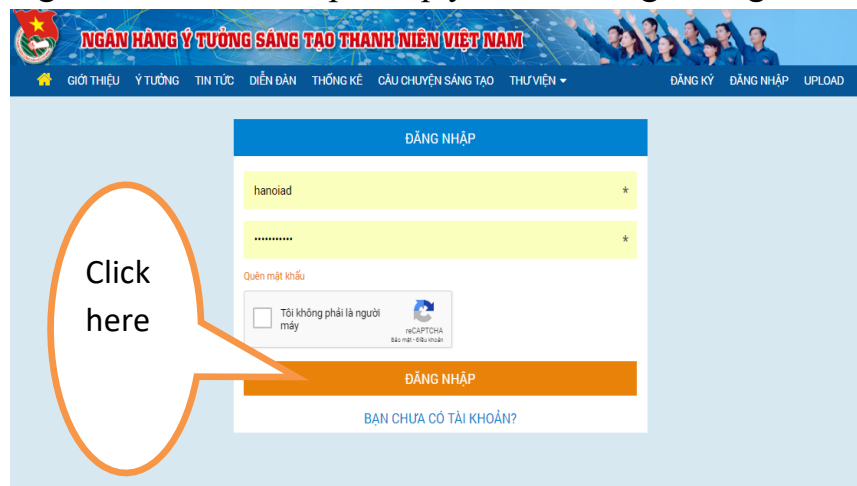 NGÂN HÀNG Ý TƯỞNG SÁNG TẠO THANH NIÊN VIỆT NAM
GIỚI THIỆU Ý TƯỞNG TIN TỨC DIỄN ĐÀN THỐNG KÊ CÂU CHUYỆN SÁNG TẠO THƯ VIỆN ĐĂNG KÝ ĐĂNG NHẬP UPLOAD
ĐĂNG NHẬP
hanoiad *
••••••••••• *
Quên mật khẩu
Click
here
Tôi không phải là người
máy
reCAPTCHA
Bảo mật - Điều khoản
ĐĂNG NHẬP
BẠN CHƯA CÓ TÀI KHOẢN?